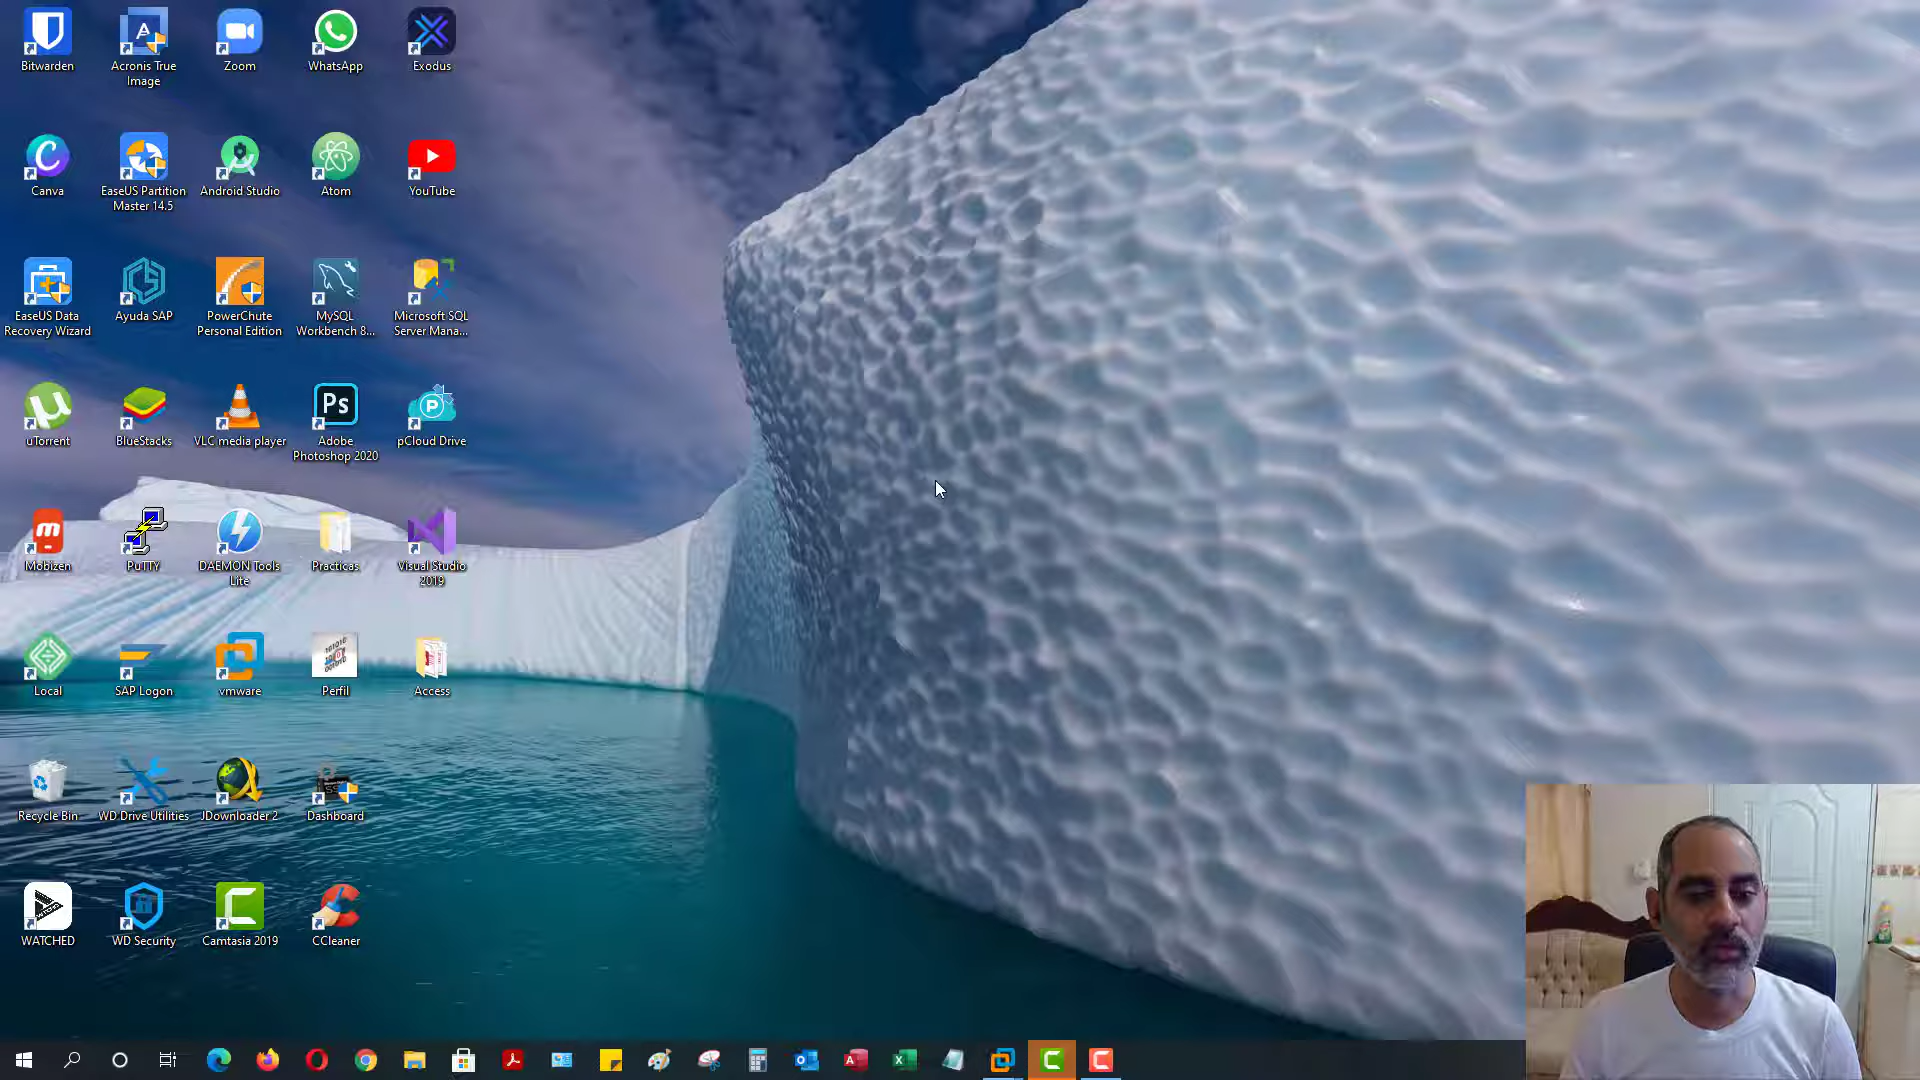 Bitwarden
Acronis True
Image
Zoom
WhatsApp
Exodus
Canva
EaseUS Partition
Master 14.5
Android Studio
Atom
YouTube
EaseUS Data
Recovery Wizard
Ayuda SAP
PowerChute
Personal Edition
MySQL
Workbench 8...
Microsoft SQL
Server Mana...
uTorrent
BlueStacks
VLC media player
Ps
Adobe
Photoshop 2020
pCloud Drive
Mobizen
PuTTY
DAEMON Tools
Lite
Practicas
Visual Studio
2019
Local
SAP Logon
vmware
Perfil
Access
Recycle Bin
WD Drive Utilities
JDownloader 2
Dashboard
WATCHED
WD Security
Camtasia 2019
CCleaner